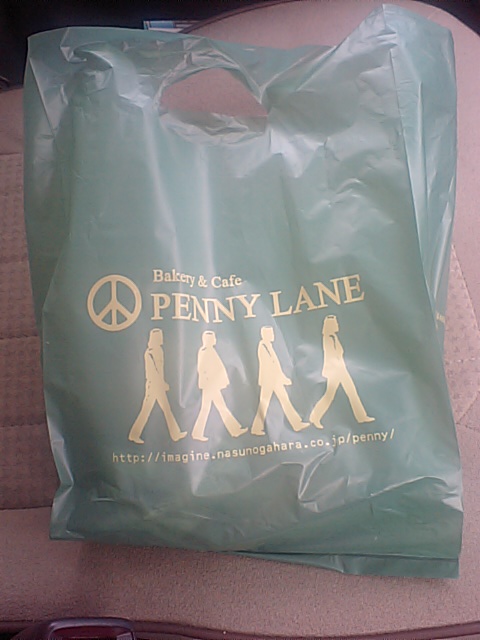 Bakery & Cafe
PENNY LANE
http://imagine.nasunogahara.co.jp/penny/